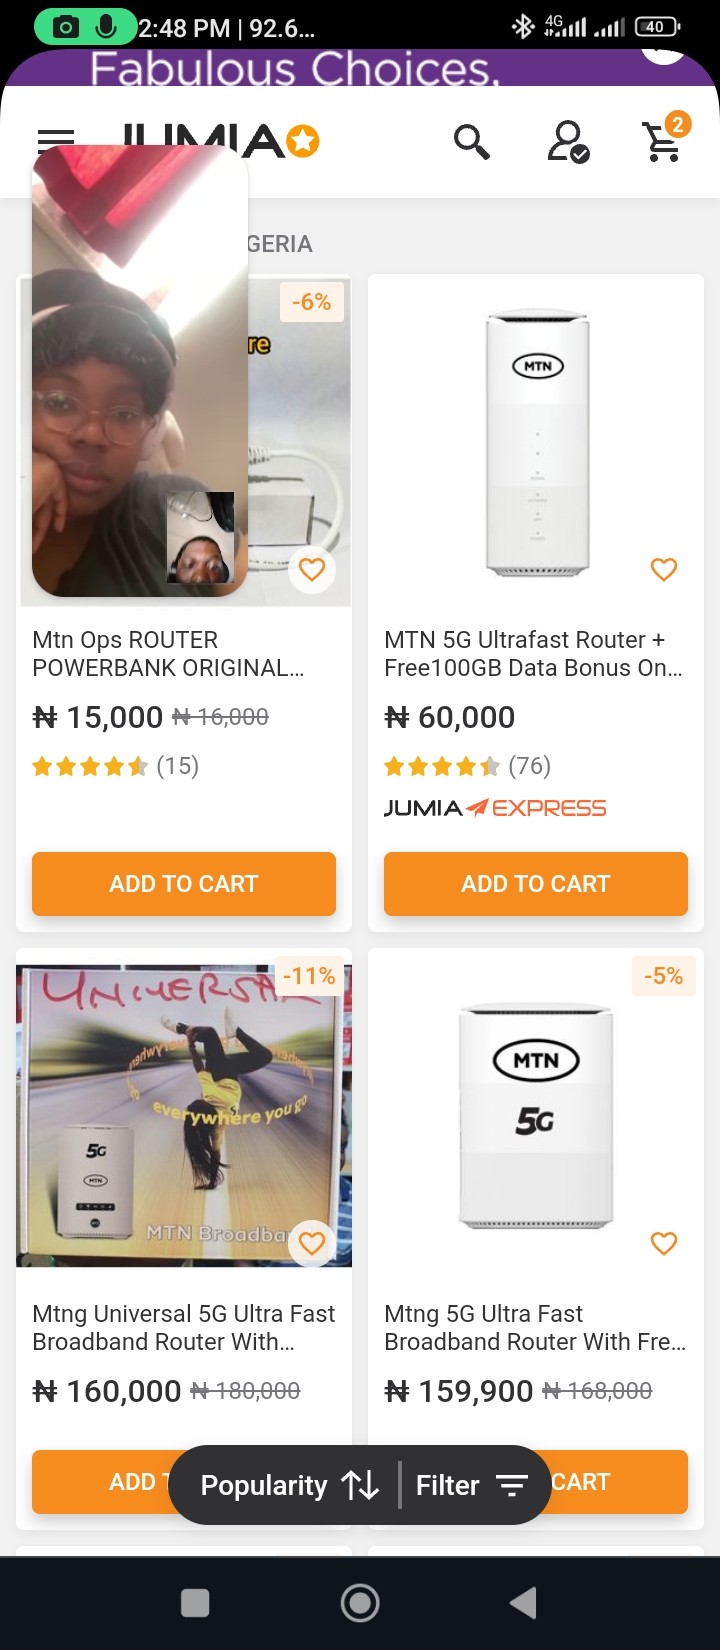 2:48 PM | 92.6...
4G
40
Fabulous Choices,
JUMIA
2
GERIA
-6%
re
MTN
Mtn Ops ROUTER
POWERBANK ORIGINAL...
₦ 15,000 ₦ 16,000
(15)
ADD TO CART
MTN 5G Ultrafast Router +
Free100GB Data Bonus On...
₦ 60,000
(76)
JUMIA EXPRESS
ADD TO CART
-11%
UNIVERSAL
everywhere you go
5G
MTN
MTN Broadba
-5%
MTN
5G
Mtng Universal 5G Ultra Fast
Broadband Router With...
₦ 160,000 ₦ 180,000
ADD T
Mtng 5G Ultra Fast
Broadband Router With Fre...
₦ 159,900 ₦ 168,000
CART
Popularity
Filter